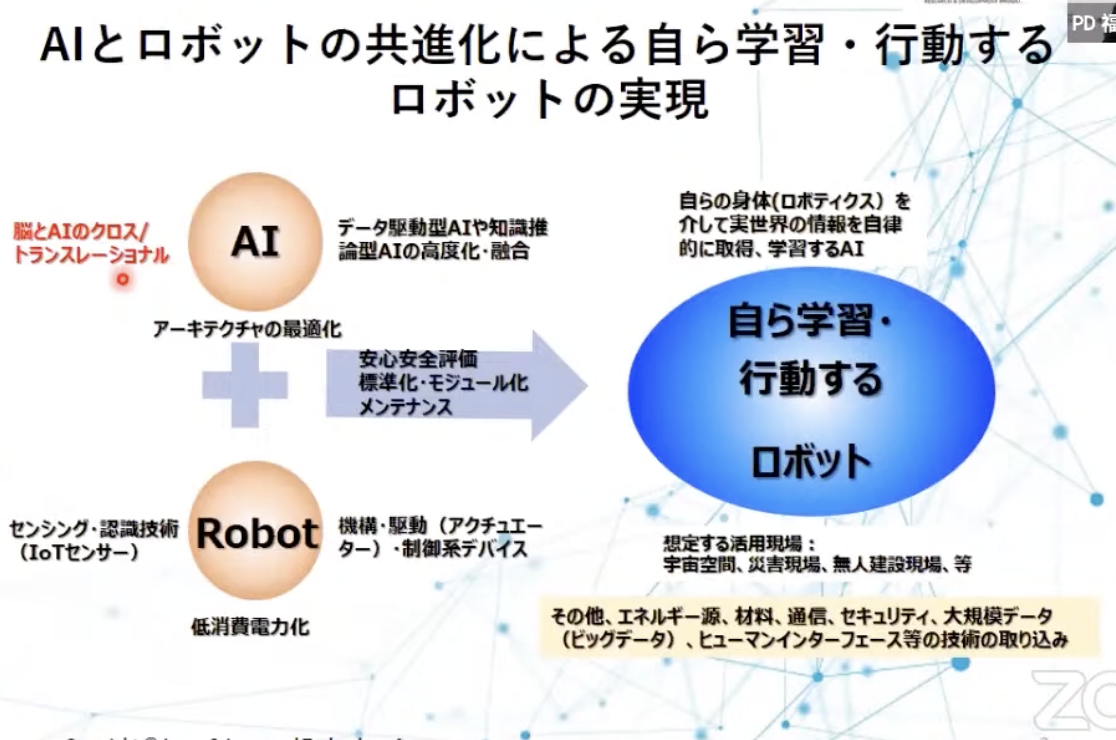 RESEARCH & DEVELOPMENT PROGRAM
PD 福
AIとロボットの共進化による自ら学習・行動する
ロボットの実現
脳とAIのクロス/
トランスレーショナル
AI
データ駆動型AIや知識推
論型AIの高度化・融合
アーキテクチャの最適化
安心安全評価
標準化・モジュール化
メンテナンス
センシング・認識技術
（IoTセンサー）
Robot
機構・駆動（アクチュエー
ター）・制御系デバイス
低消費電力化
自らの身体(ロボティクス）を
介して実世界の情報を自律
的に取得、学習するAI
自ら学習・
行動する
ロボット
想定する活用現場：
宇宙空間、災害現場、無人建設現場、等
その他、エネルギー源、材料、通信、セキュリティ、大規模データ
（ビッグデータ）、ヒューマンインターフェース等の技術の取り込み